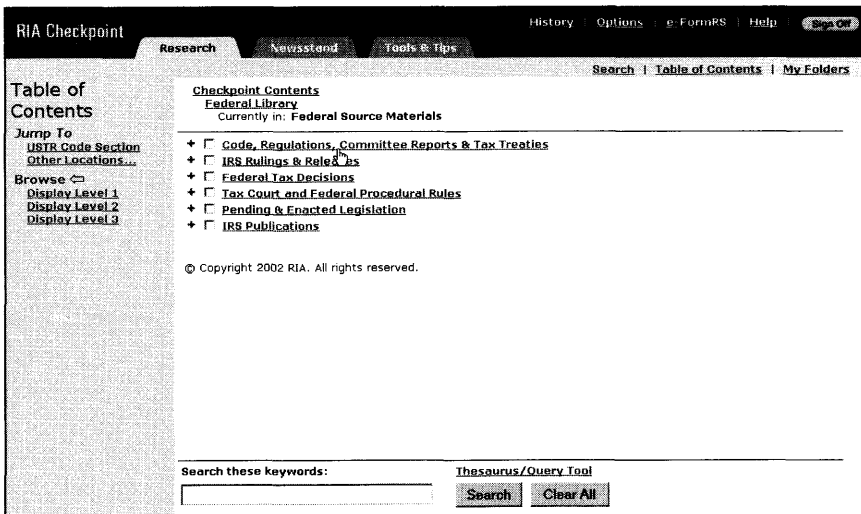 RIA Checkpoint
History | Options | e-FormRS | Help | Sign Off
Research Newsstand Tools & Tips
Search | Table of Contents | My Folders
Table of
Contents
Jump To
USTR Code Section
Other Locations...
Browse
Display Level 1
Display Level 2
Display Level 3
Checkpoint Contents
Federal Library
Currently in: Federal Source Materials
+ Code, Regulations, Committee Reports & Tax Treaties
+ IRS Rulings & Releases
+ Federal Tax Decisions
+ Tax Court and Federal Procedural Rules
+ Pending & Enacted Legislation
+ IRS Publications
© Copyright 2002 RIA. All rights reserved.
Search these keywords:
Thesaurus/Query Tool
Search Clear All